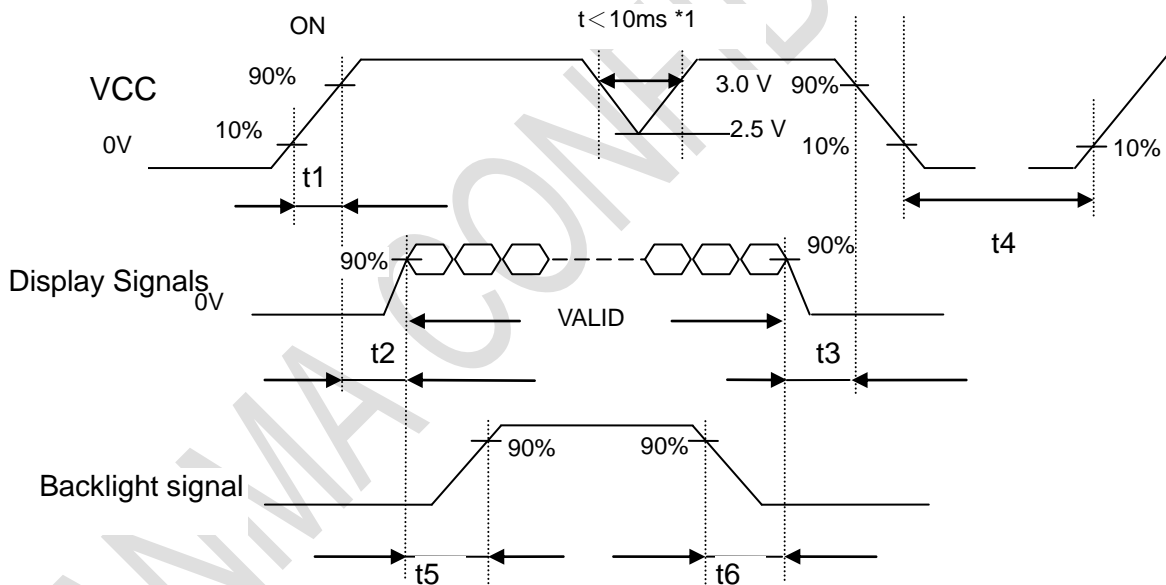 t<10ms *1
ON
90%
VCC
3.0 V
90%
10%
2.5 V
0V
10%
10%
t1
t4
90%
90%
Display Signals
0V
VALID
t2
t3
90%
90%
Backlight signal
t5
t6